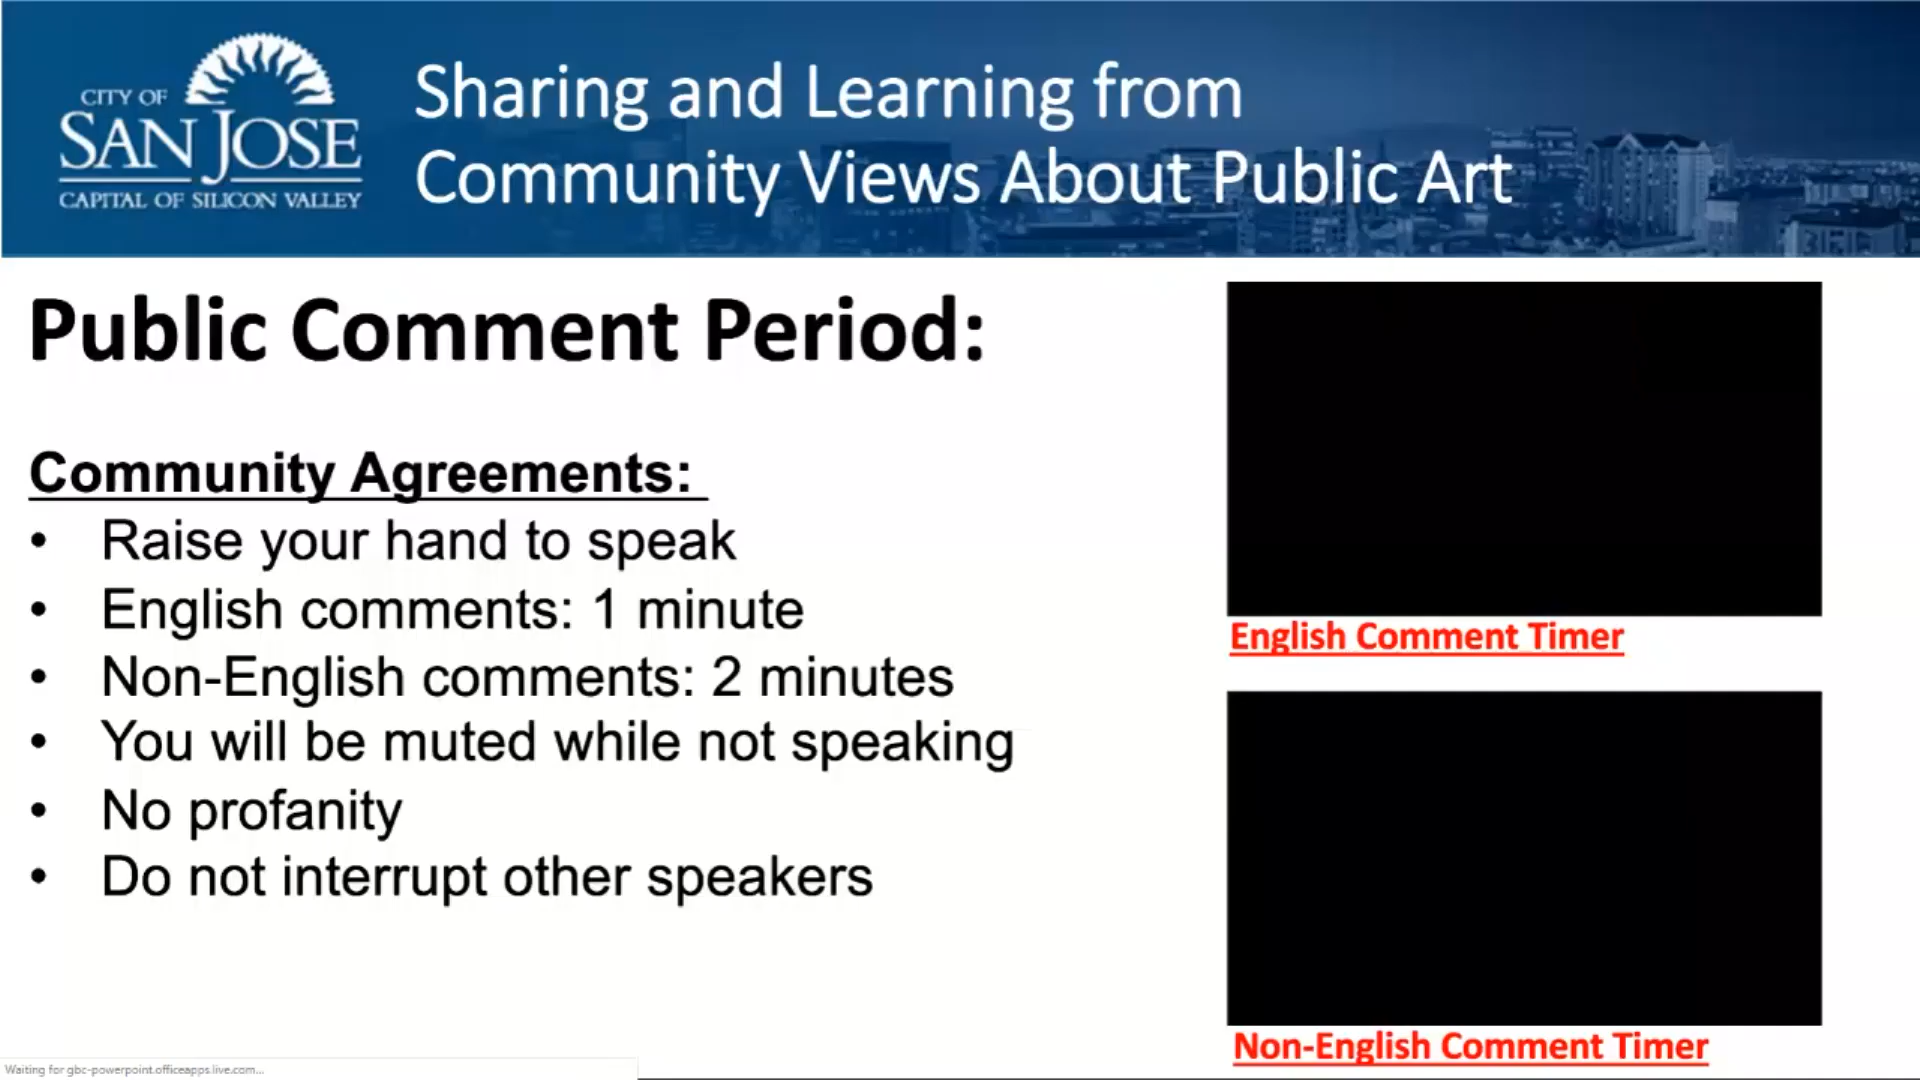 CITY OF
SAN JOSE
CAPITAL OF SILICON VALLEY
Sharing and Learning from
Community Views About Public Art
Public Comment Period:
Community Agreements:
• Raise your hand to speak
• English comments: 1 minute
• Non-English comments: 2 minutes
• You will be muted while not speaking
• No profanity
• Do not interrupt other speakers
English Comment Timer
Non-English Comment Timer
Waiting for gbc-powerpoint.officeapps.live.com...